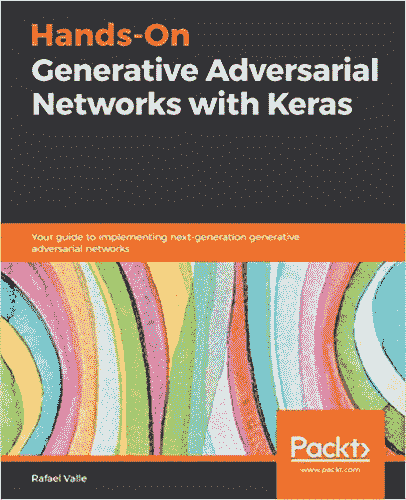 Hands-On
Generative Adversarial
Networks with Keras
Your guide to implementing next-generation generative
adversarial networks
Packt>
www.packt.com
Rafael Valle